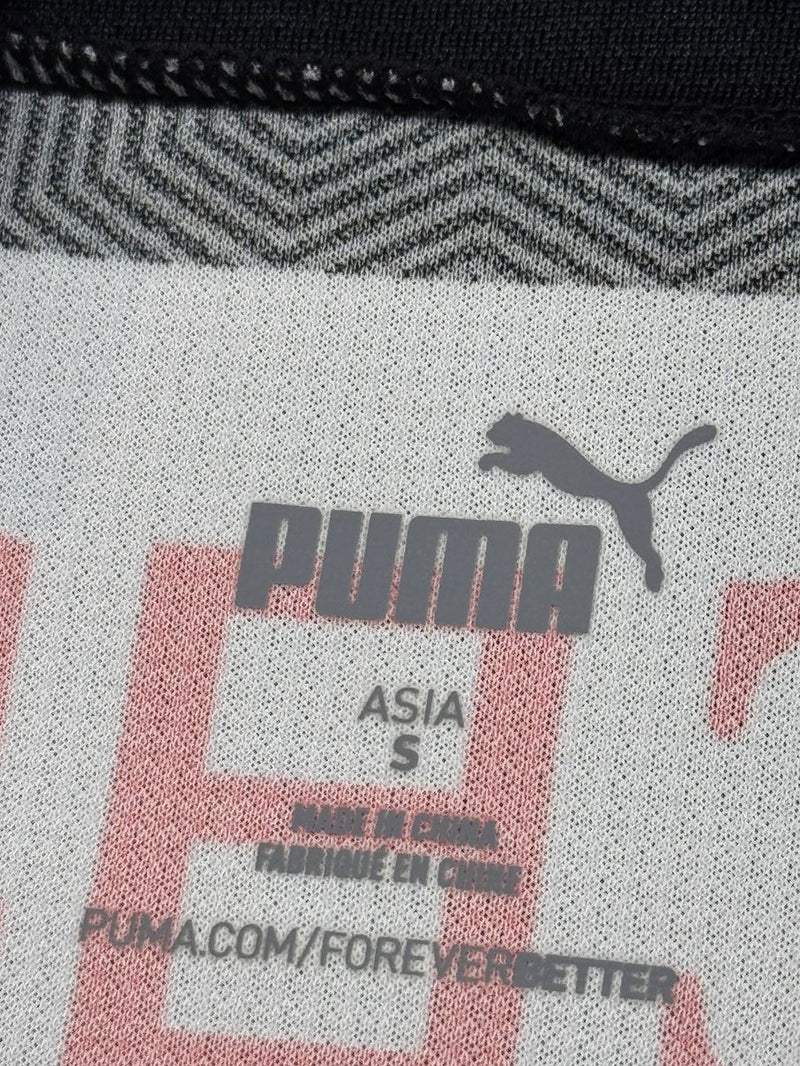 PUMA
ASIA
S
MADE IN CHINA
FABRIQUÉ EN CHINE
PUMA.COM/FOREVERBETTER